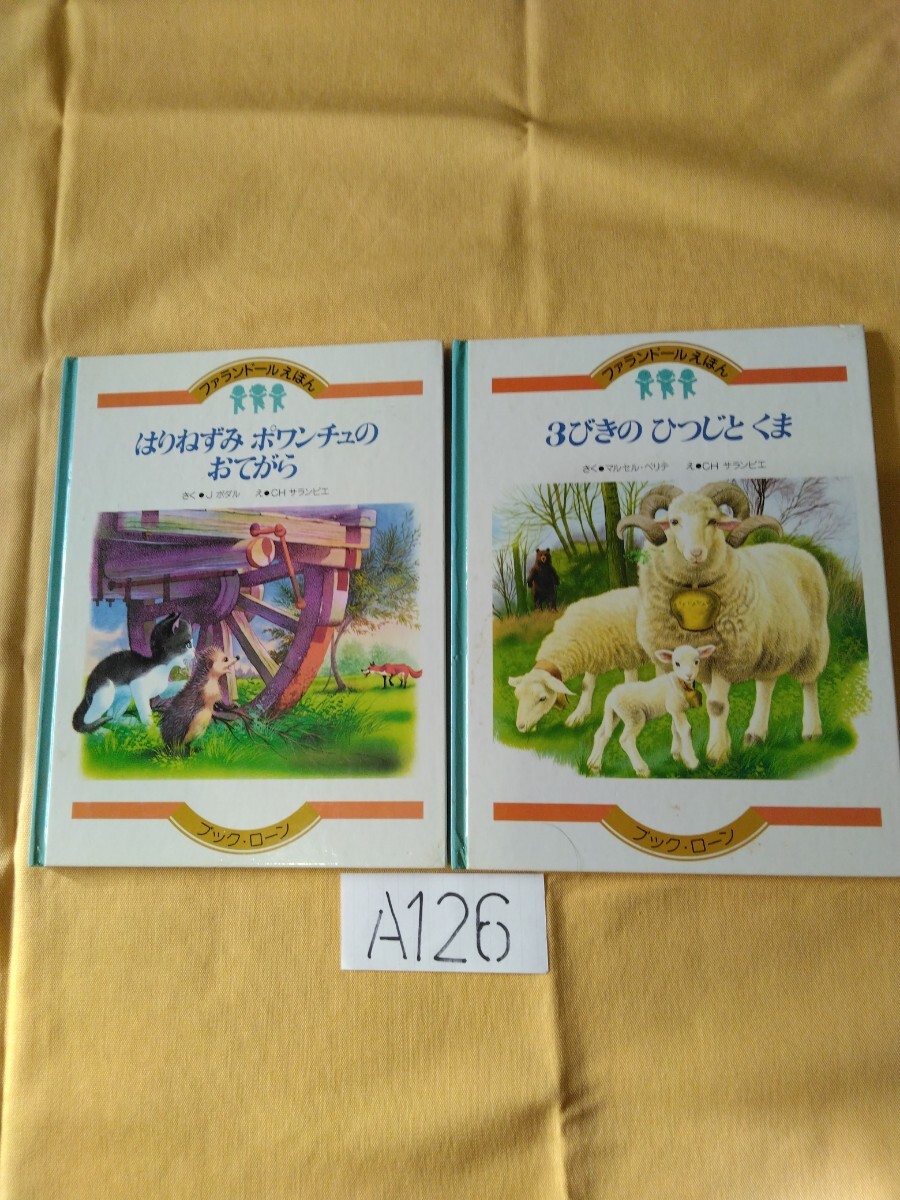 ファランドールえほん
はりねずみ ポワンチュの
おてがら
さく●J ボダル え●CH サランビエ
ブック・ローン
ファランドールえほん
3びきの ひつじと くま
さく●マルセル・ベリテ え●CH サランビエ
ブック・ローン
A126